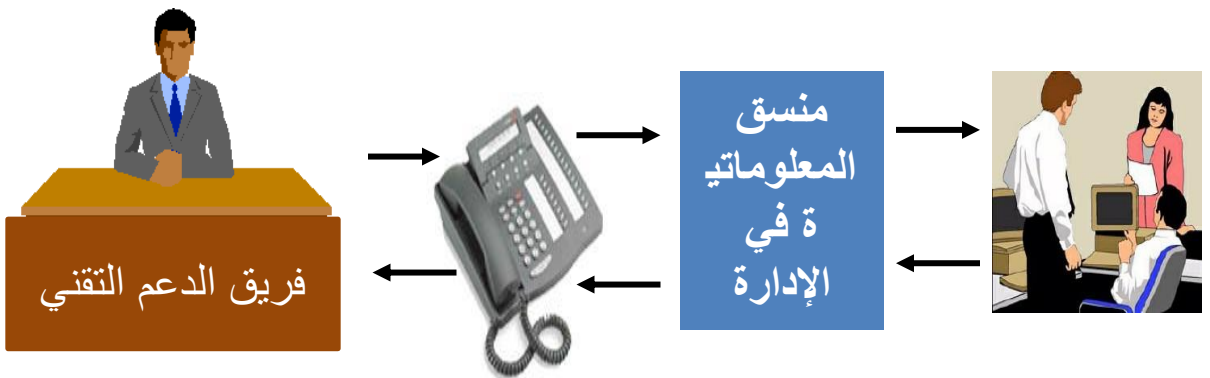 منسق
المعلوماتي
ة في
الإدارة
فريق الدعم التقني